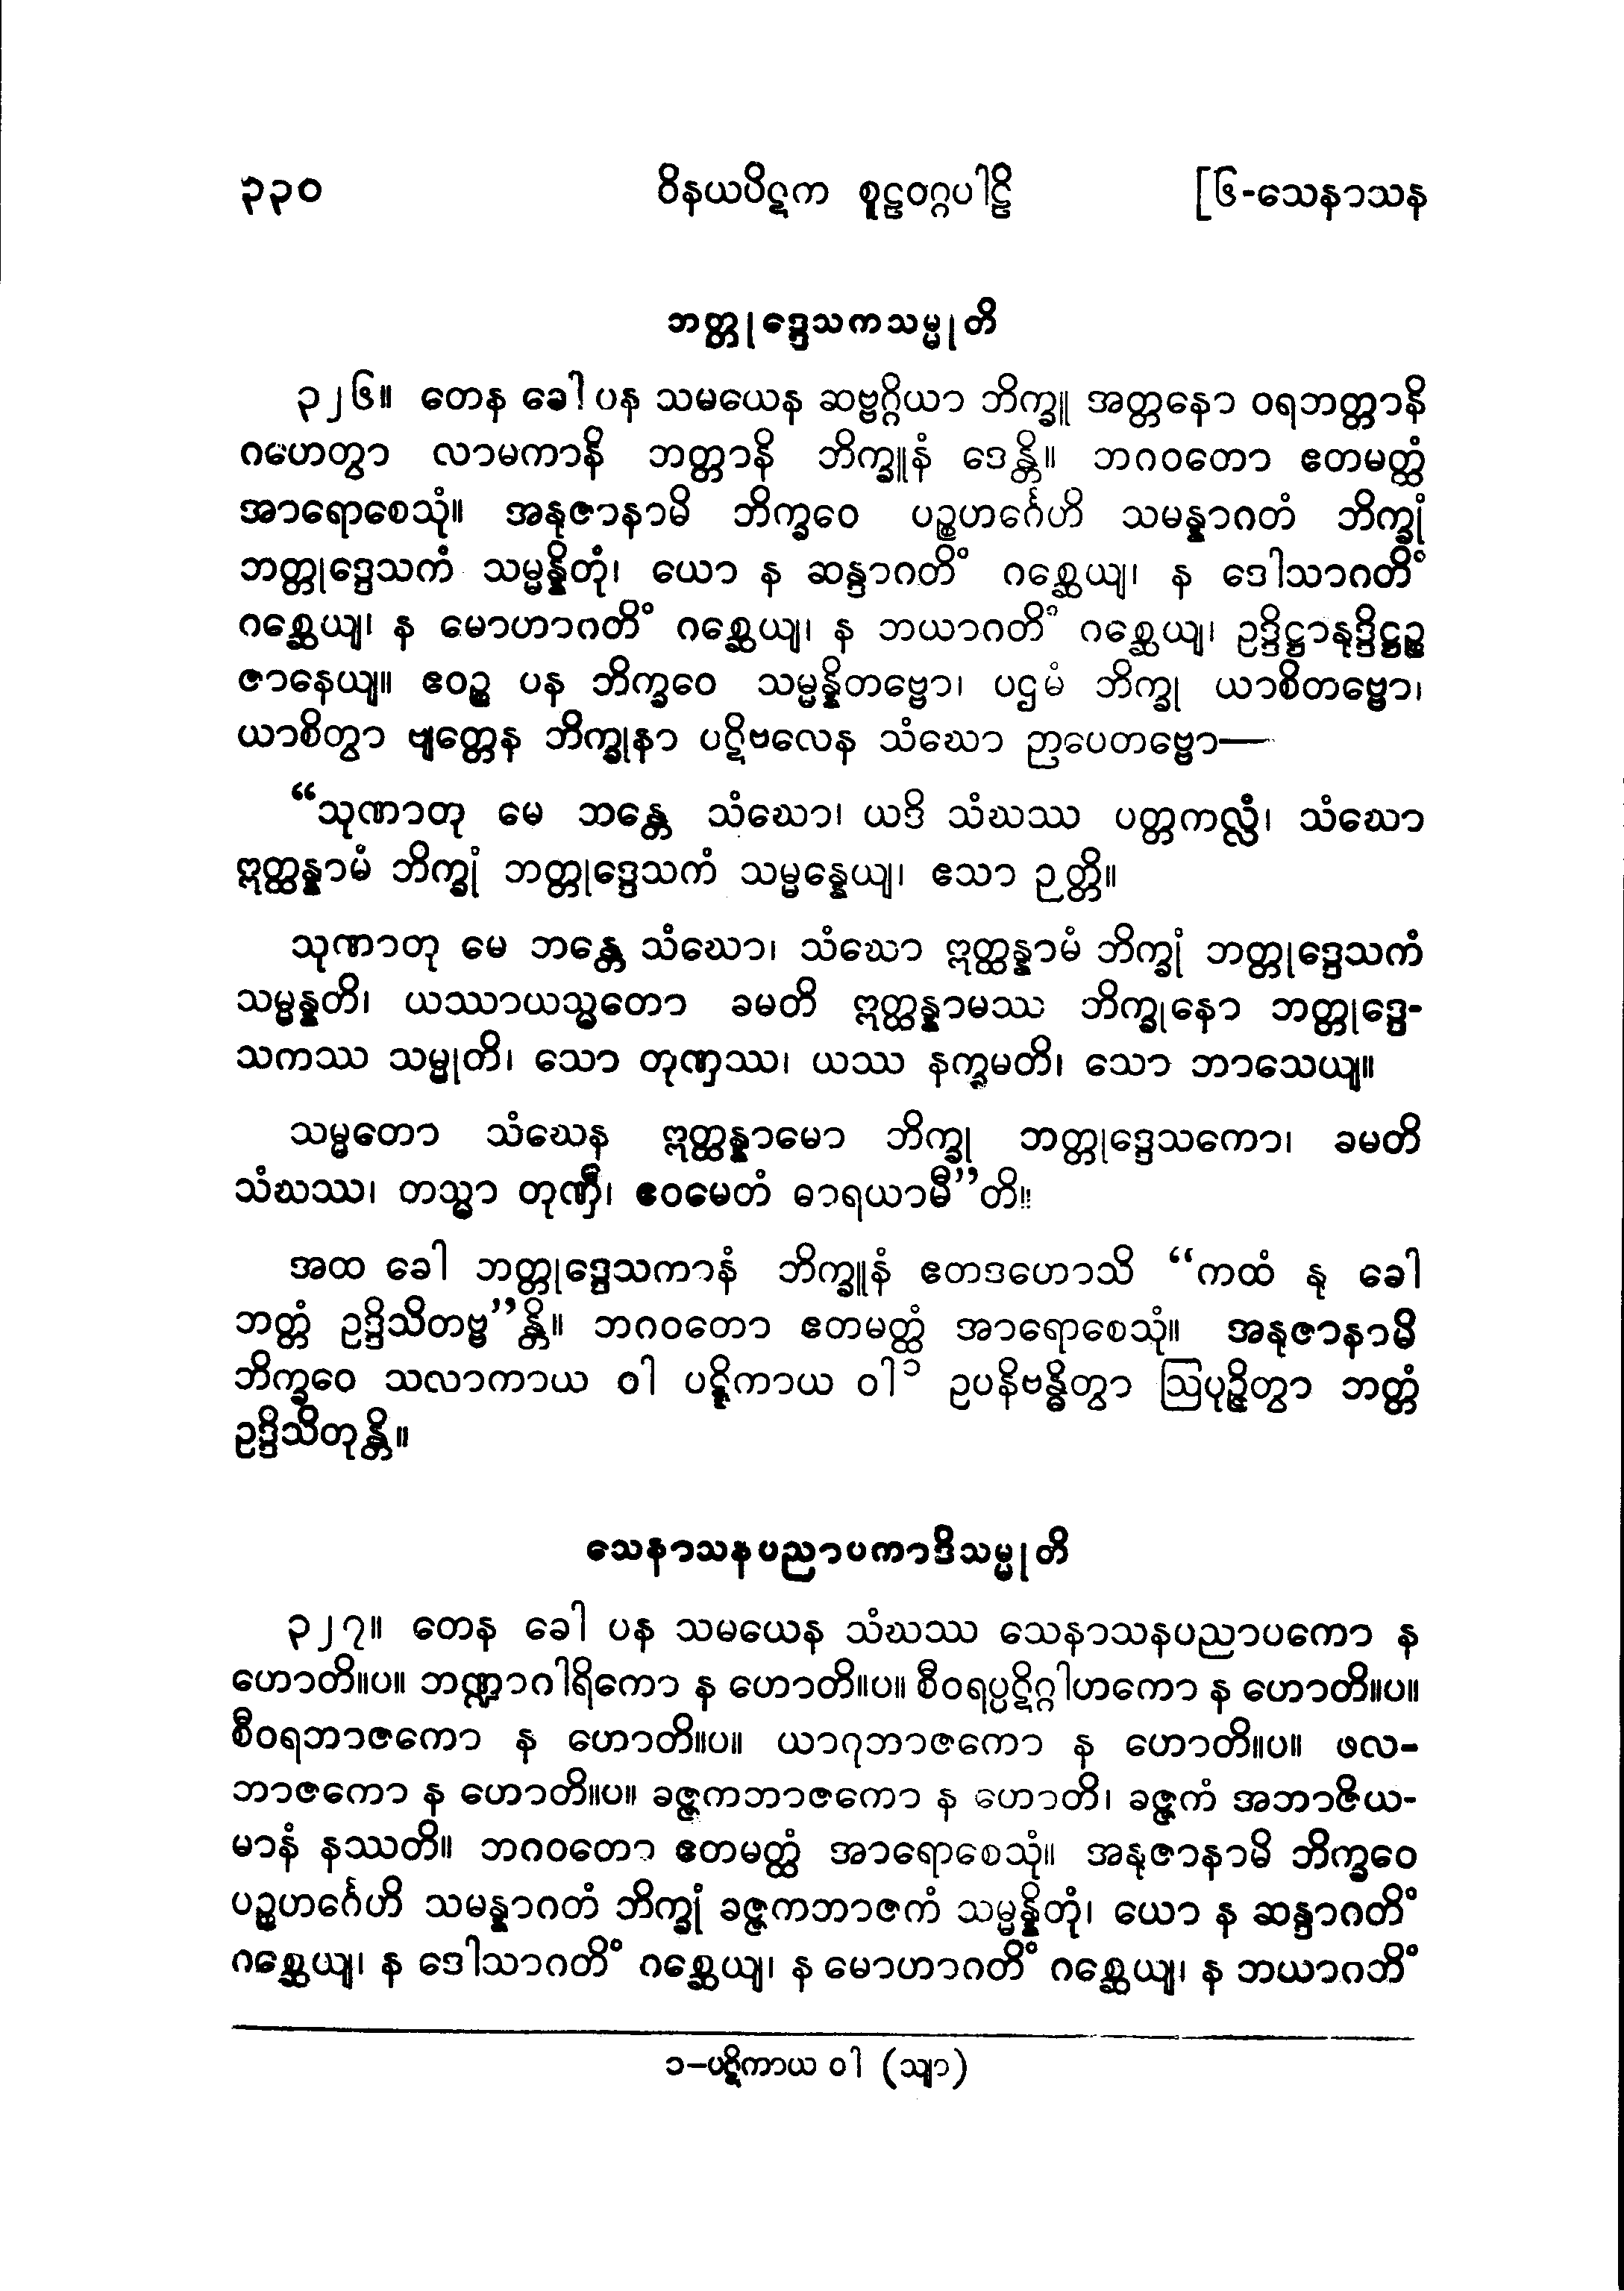 ၃၃၀ ဝိနယပိဋက စူဠဝဂ္ဂပါဠိ [၆-သေနာသန
ဘတ္တုဒ္ဒေသကသမ္မုတိ
၃၂၆။ တေန ခေါ ပန သမယေန ဆဗ္ဗဂ္ဂိယာ ဘိက္ခူ အတ္တနော ဝရဘတ္တာနိ
ဂဟေတွာ လာမကာနိ ဘတ္တာနိ ဘိက္ခူနံ ဒေန္တိ။ ဘဂဝတော ဧတမတ္ထံ
အာရောစေသုံ။ အနုဇာနာမိ ဘိက္ခဝေ ပဉ္စဟင်္ဂေဟိ သမန္နာဂတံ ဘိက္ခုံ
ဘတ္တုဒ္ဒေသကံ သမ္မန္နိတုံ၊ ယော န ဆန္ဒာဂတိံ ဂစ္ဆေယျ၊ န ဒေါသာဂတိံ
ဂစ္ဆေယျ၊ န မောဟာဂတိံ ဂစ္ဆေယျ၊ န ဘယာဂတိံ ဂစ္ဆေယျ၊ ဥဒ္ဒိဋ္ဌာနုဒ္ဒိဋ္ဌဉ္စ
ဇာနေယျ။ ဧဝဉ္စ ပန ဘိက္ခဝေ သမ္မန္နိတဗ္ဗော၊ ပဌမံ ဘိက္ခု ယာစိတဗ္ဗော၊
ယာစိတွာ ဗျတ္တေန ဘိက္ခုနာ ပဋိဗလေန သံဃော ဉာပေတဗ္ဗော—
“သုဏာတု မေ ဘန္တေ သံဃော၊ ယဒိ သံဃဿ ပတ္တကလ္လံ၊ သံဃော
ဣတ္ထန္နာမံ ဘိက္ခုံ ဘတ္တုဒ္ဒေသကံ သမ္မန္နေယျ၊ ဧသာ ဉတ္တိ။
သုဏာတု မေ ဘန္တေ သံဃော၊ သံဃော ဣတ္ထန္နာမံ ဘိက္ခုံ ဘတ္တုဒ္ဒေသကံ
သမ္မန္နတိ၊ ယဿာယသ္မတော ခမတိ ဣတ္ထန္နာမဿ ဘိက္ခုနော ဘတ္တုဒ္ဒေ-
သကဿ သမ္မုတိ၊ သော တုဏှဿ၊ ယဿ နက္ခမတိ၊ သော ဘာသေယျ။
သမ္မတော သံဃေန ဣတ္ထန္နာမော ဘိက္ခု ဘတ္တုဒ္ဒေသကော၊ ခမတိ
သံဃဿ၊ တသ္မာ တုဏှီ၊ ဧဝမေတံ ဓာရယာမီ”တိ။
အထ ခေါ ဘတ္တုဒ္ဒေသကာနံ ဘိက္ခူနံ ဧတဒဟောသိ “ကထံ နု ခေါ
ဘတ္တံ ဥဒ္ဒိသိတဗ္ဗ”န္တိ။ ဘဂဝတော ဧတမတ္ထံ အာရောစေသုံ။ အနုဇာနာမိ
ဘိက္ခဝေ သလာကာယ ဝါ ပဋ္ဋိကာယ ဝါ ၁ ဥပနိဗန္ဓိတွာ ဩပုဉ္ဇိတွာ ဘတ္တံ
ဥဒ္ဒိသိတုန္တိ။
သေနာသနပညာပကာဒိသမ္မုတိ
၃၂၇။ တေန ခေါ ပန သမယေန သံဃဿ သေနာသနပညာပကော န
ဟောတိ။ပ။ ဘဏ္ဍာဂါရိကော န ဟောတိ။ပ။ စီဝရပ္ပဋိဂ္ဂါဟကော န ဟောတိ။ပ။
စီဝရဘာဇကော န ဟောတိ။ပ။ ယာဂုဘာဇကော န ဟောတိ။ပ။ ဖလ-
ဘာဇကော န ဟောတိ။ပ။ ခဇ္ဇကဘာဇကော န ဟောတိ၊ ခဇ္ဇကံ အဘာဇိယ-
မာနံ နဿတိ။ ဘဂဝတော ဧတမတ္ထံ အာရောစေသုံ။ အနုဇာနာမိ ဘိက္ခဝေ
ပဉ္စဟင်္ဂေဟိ သမန္နာဂတံ ဘိက္ခုံ ခဇ္ဇကဘာဇကံ သမ္မန္နိတုံ၊ ယော န ဆန္ဒာဂတိံ
ဂစ္ဆေယျ၊ န ဒေါသာဂတိံ ဂစ္ဆေယျ၊ န မောဟာဂတိံ ဂစ္ဆေယျ၊ န ဘယာဂဘိံ
၁-ပဋိကာယ ဝါ (သျာ)